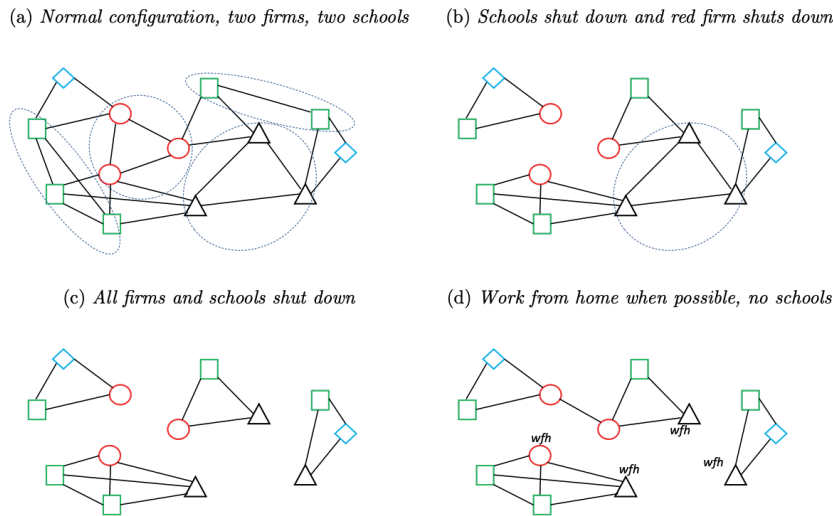 (a) Normal configuration, two firms, two schools
(b) Schools shut down and red firm shuts down
(c) All firms and schools shut down
(d) Work from home when possible, no schools
wfh
wfh
wfh
wfh